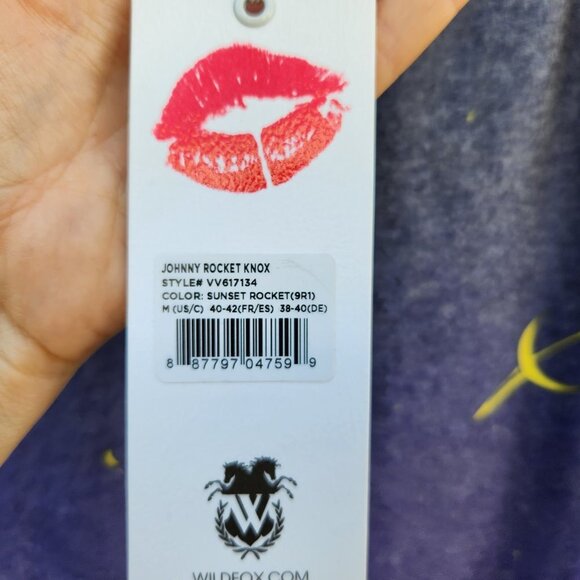 JOHNNY ROCKET KNOX
STYLE# VV617134
COLOR: SUNSET ROCKET(9R1)
M (US/C) 40-42(FR/ES) 38-40(DE)
8 87797 04759 9
W
WILDFOX.COM